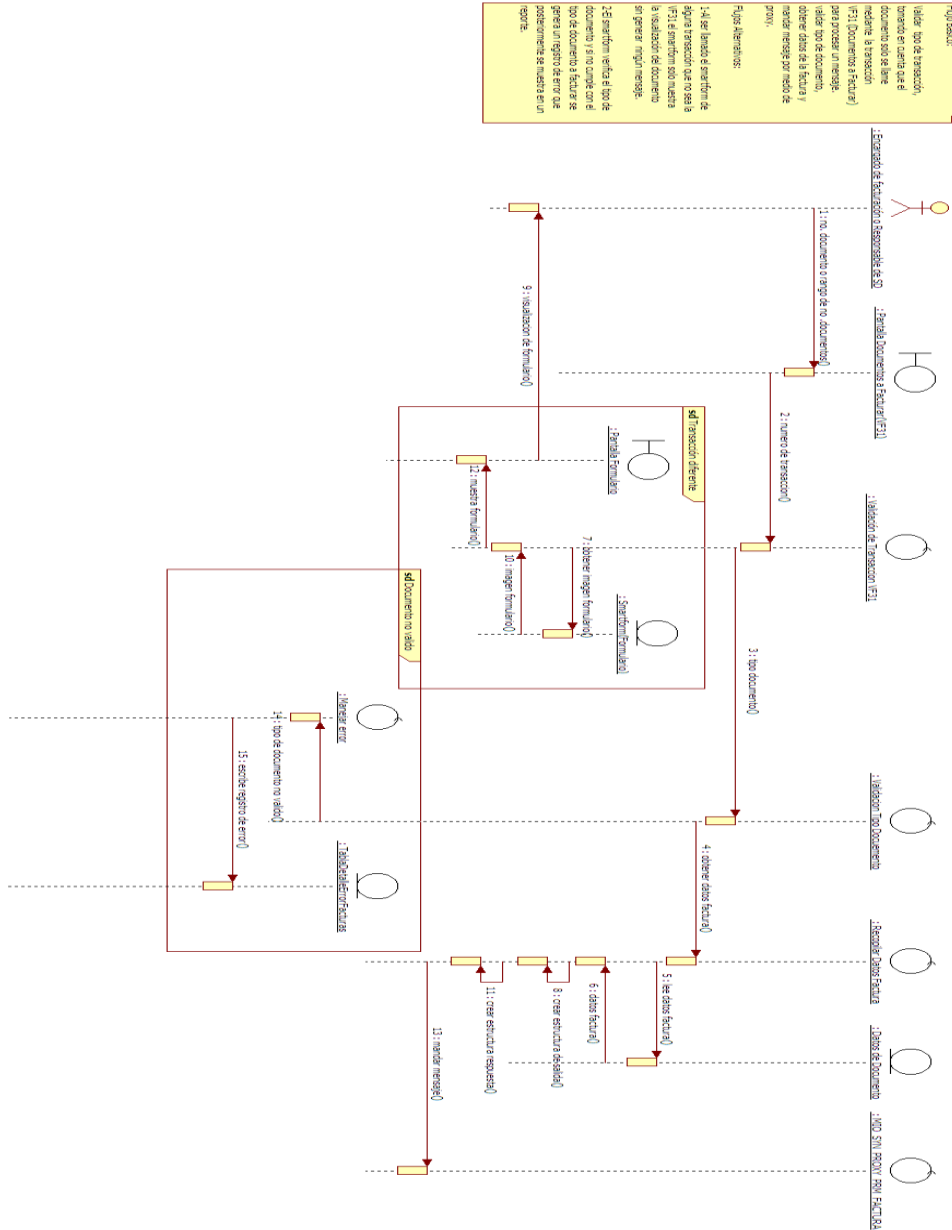 Flujo Básico:
Validar tipo de transacción,
tomando en cuenta que el
documento solo se llame
mediante la transacción
VF31 (Documentos a Facturar)
para procesar un mensaje.
validar tipo de documento,
obtener datos de la factura y
mandar mensaje por medio de
proxy.
Flujos Alternativos:
1-Al ser llamado el smartform de
alguna transacción que no sea la
VF31 el smartform solo muestra
la visualización del documento
sin generar ningun mensaje.
2-El smartform verifica el tipo de
documento y si no cumple con el
tipo de documento a facturar se
genera un registro de error que
posteriormente se muestra en un
reporte.
: Encargado de facturación o Responsable de SD
: Pantalla Documentos a Facturar(VF31)
: Validación de Transaccion VF31
: Validacion Tipo Docuemento
: Recopilar Datos Factura
: Datos de Documento
: MIO_SYN_PROXY_PRM_FACTURA
1 : no. documento o rango de no .documentos()
2 : numero de transaccion()
3 : tipo documento()
4 : obtener datos factura()
sd Transacción diferente
: Pantalla Formulario
: Smartform(Formulario)
5 : lee datos factura()
6 : datos factura()
7 : obtener imagen formulario()
8 : crear estructura de salida()
9 : visualizacion de formulario()
10 : imagen formulario()
11 : crear estructura respuesta()
12 : muestra formulario()
13 : mandar mensaje()
sd Documento no valido
: Manejar error
: TablaDetalleErrorFacturas
14 : tipo de documento no valido()
15 : escribe registro de error()